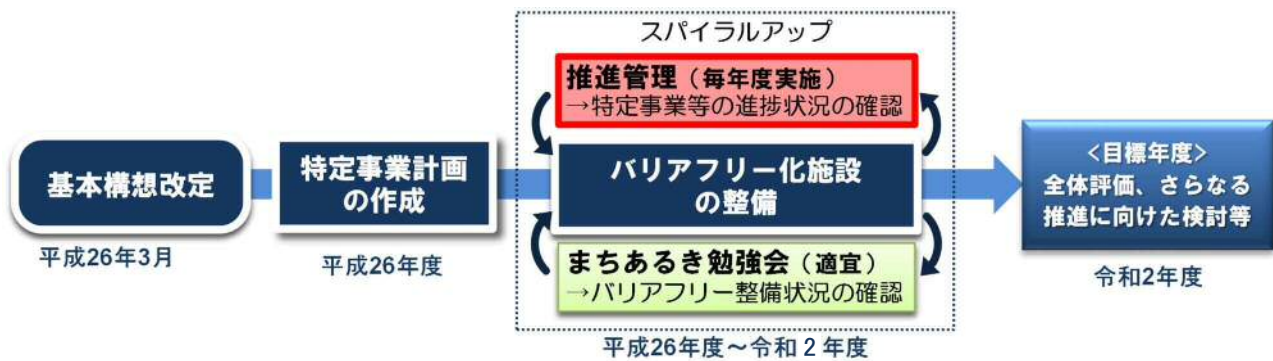 スパイラルアップ
推進管理（毎年度実施）
→特定事業等の進捗状況の確認
基本構想改定
平成26年3月
特定事業計画
の作成
平成26年度
バリアフリー化施設
の整備
まちあるき勉強会（適宜）
→バリアフリー整備状況の確認
平成26年度～令和２年度
<目標年度>
全体評価、さらなる
推進に向けた検討等
令和2年度